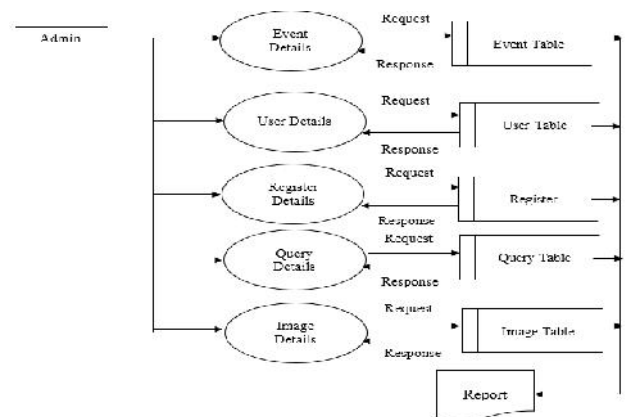 Admin
Event
Details
Request
Response
Event Table
User Details
Request
Response
User Table
Register
Details
Request
Response
Register
Query
Details
Request
Response
Query Table
Image
Details
Request
Response
Image Table
Report